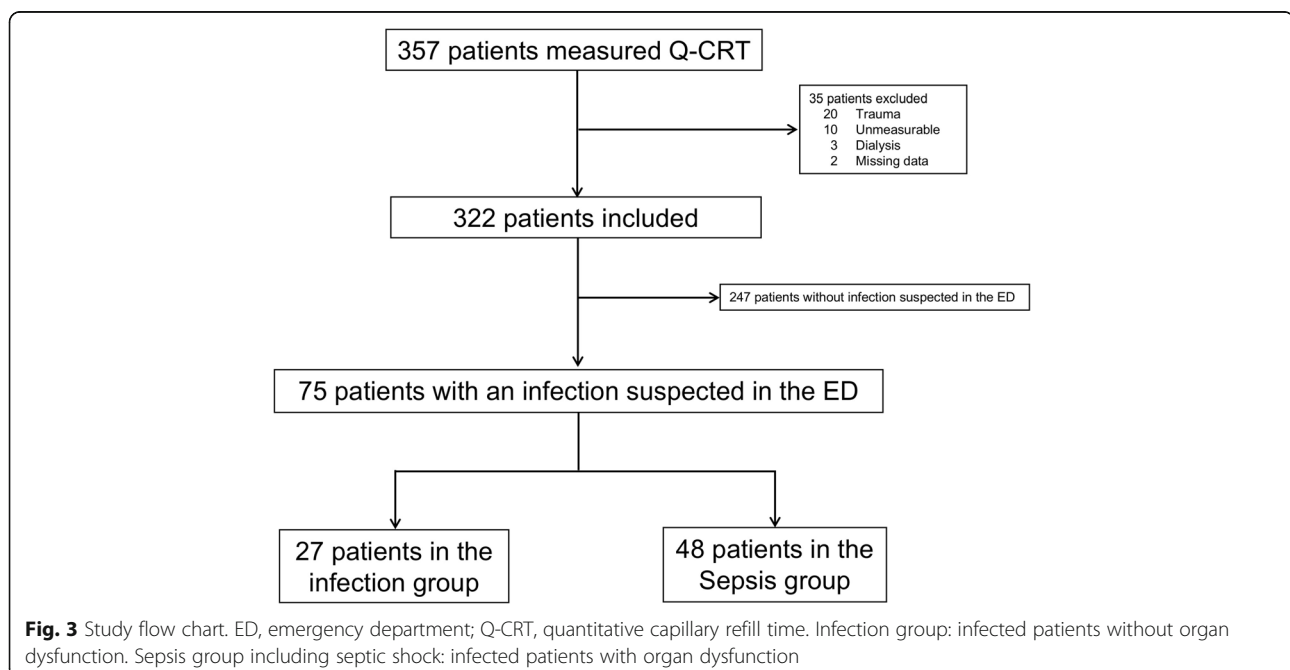 357 patients measured Q-CRT
35 patients excluded
20 Trauma
10 Unmeasurable
3 Dialysis
2 Missing data
322 patients included
247 patients without infection suspected in the ED
75 patients with an infection suspected in the ED
27 patients in the
infection group
48 patients in the
Sepsis group
Fig. 3 Study flow chart. ED, emergency department; Q-CRT, quantitative capillary refill time. Infection group: infected patients without organ
dysfunction. Sepsis group including septic shock: infected patients with organ dysfunction